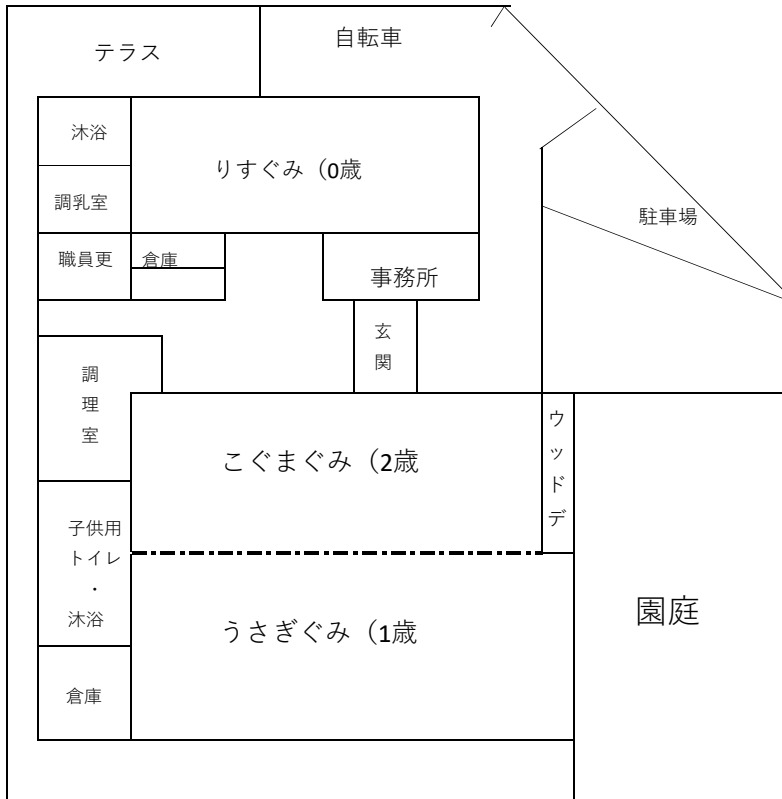 テラス
自転車
沐浴
りすぐみ（0歳
調乳室
駐車場
職員更
倉庫
事務所
玄関
調理室
こぐまぐみ（2歳
ウッドデ
子供用
トイレ
・
沐浴
うさぎぐみ（1歳
園庭
倉庫